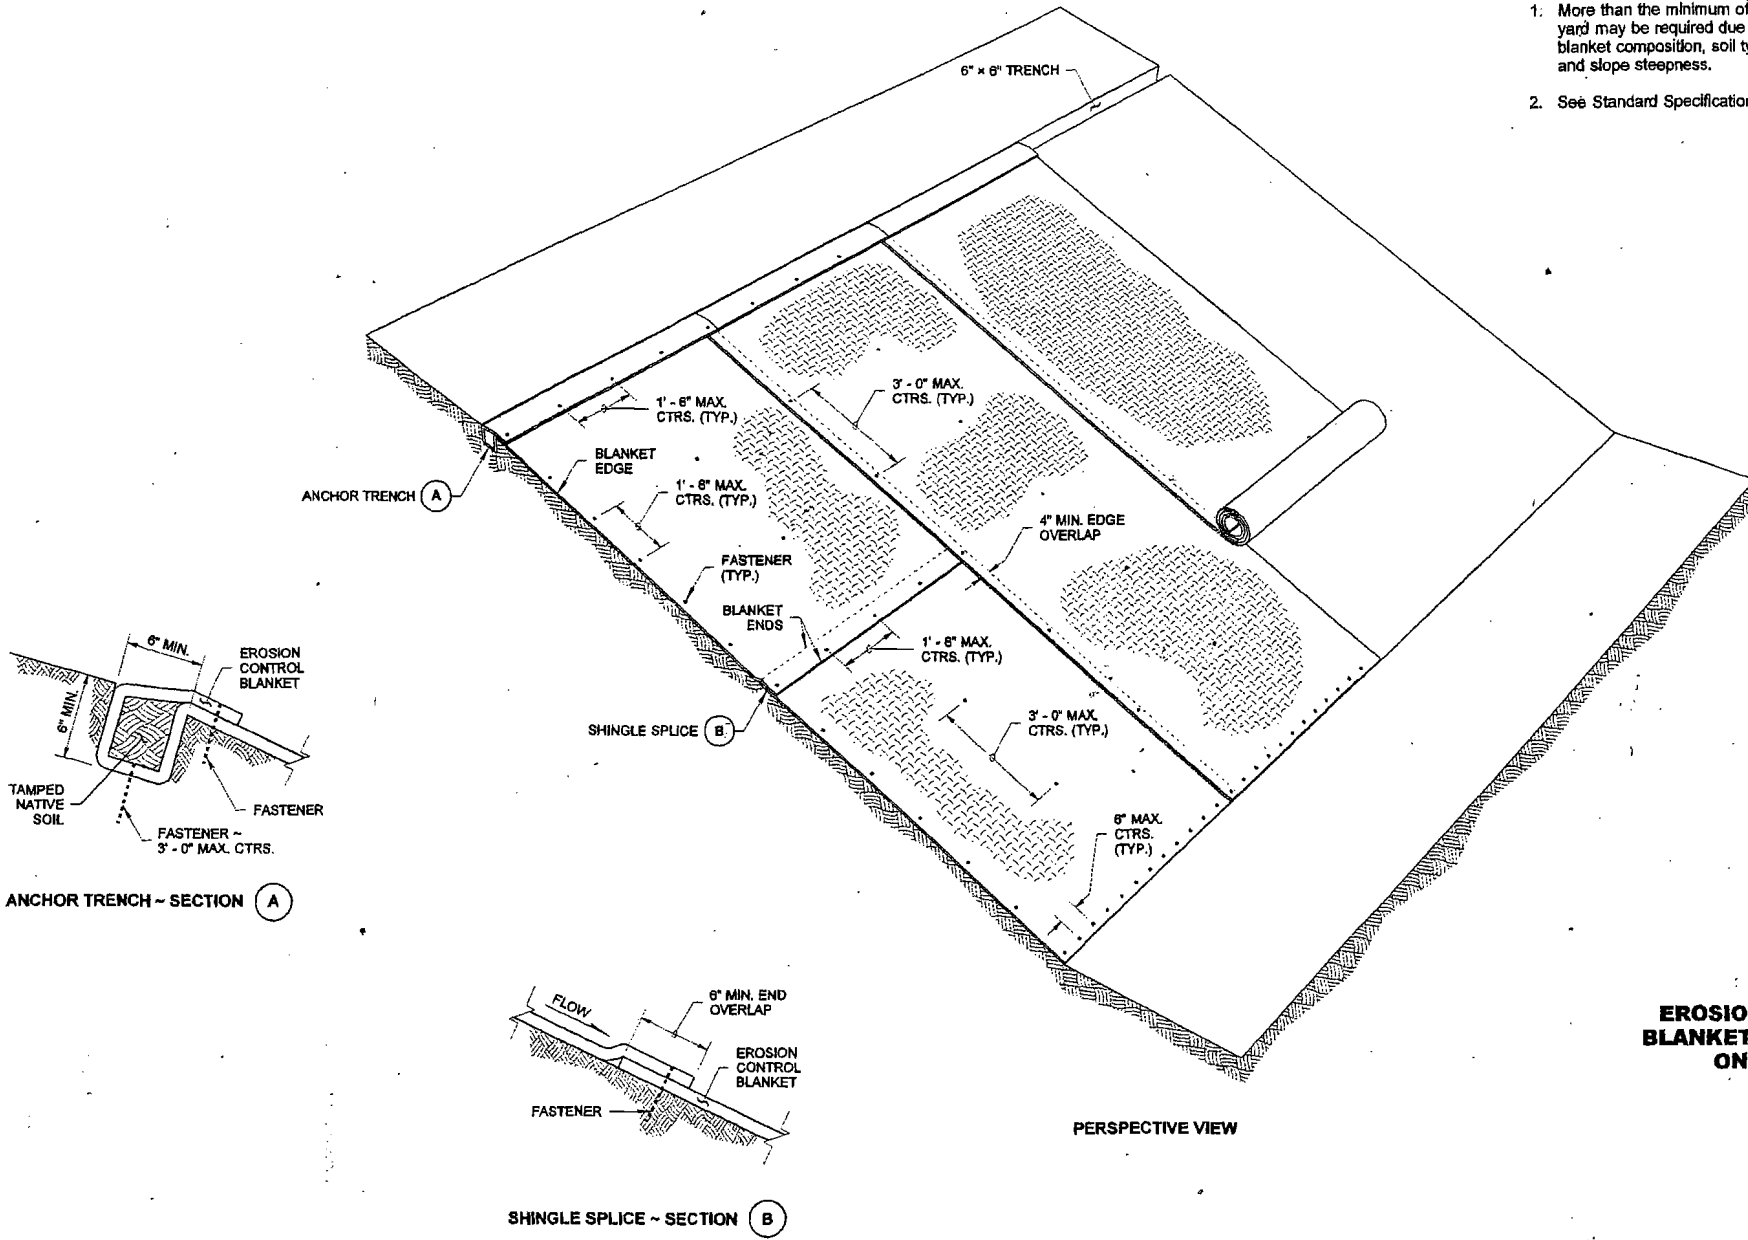 1. More than the minimum of
yard may be required due
blanket composition, soil ty
and slope steepness.
2. See Standard Specification
6" × 6" TRENCH
3' - 0" MAX.
CTRS. (TYP.)
1' - 6" MAX.
CTRS. (TYP.)
BLANKET
EDGE
1' - 6" MAX.
CTRS. (TYP.)
ANCHOR TRENCH A
4" MIN. EDGE
OVERLAP
FASTENER
(TYP.)
BLANKET
ENDS
1' - 6" MAX.
CTRS. (TYP.)
SHINGLE SPLICE B
3' - 0" MAX.
CTRS. (TYP.)
6" MAX.
CTRS.
(TYP.)
6" MIN.
EROSION
CONTROL
BLANKET
6" MIN.
TAMPED
NATIVE
SOIL
FASTENER
FASTENER ~
3' - 0" MAX. CTRS.
ANCHOR TRENCH ~ SECTION A
FLOW
6" MIN. END
OVERLAP
EROSION
CONTROL
BLANKET
FASTENER
SHINGLE SPLICE ~ SECTION B
PERSPECTIVE VIEW
EROSIO
BLANKET
ON